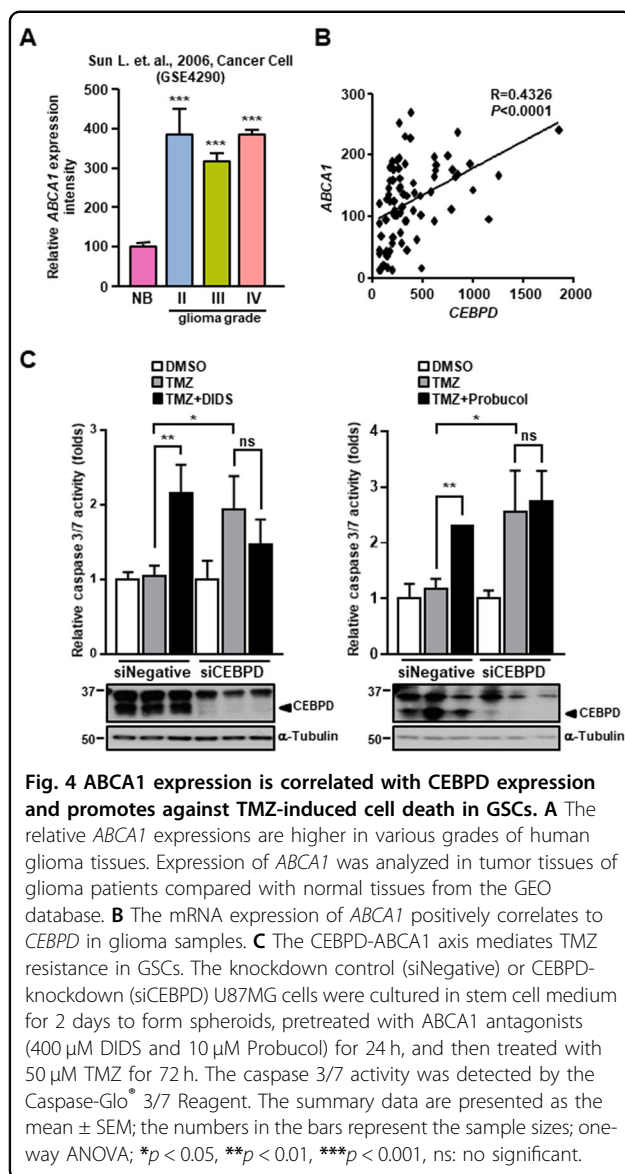 A
Sun L. et. al., 2006, Cancer Cell
(GSE4290)
Relative ABCA1 expression
intensity
500
400
300
200
100
0
***
***
***
NB II III IV
glioma grade
B
R=0.4326
P<0.0001
ABCA1
300
200
100
0
0 500 1000 1500 2000
CEBPD
C
DMSO
TMZ
TMZ+DIDS
Relative caspase 3/7 activity (folds)
3
2
1
0
*
**
ns
siNegative siCEBPD
37
CEBPD
50
α-Tubulin
DMSO
TMZ
TMZ+Probucol
Relative caspase 3/7 activity (folds)
4
3
2
1
0
*
**
ns
siNegative siCEBPD
37
CEBPD
50
α-Tubulin
Fig. 4 ABCA1 expression is correlated with CEBPD expression
and promotes against TMZ-induced cell death in GSCs. A The
relative ABCA1 expressions are higher in various grades of human
glioma tissues. Expression of ABCA1 was analyzed in tumor tissues of
glioma patients compared with normal tissues from the GEO
database. B The mRNA expression of ABCA1 positively correlates to
CEBPD in glioma samples. C The CEBPD-ABCA1 axis mediates TMZ
resistance in GSCs. The knockdown control (siNegative) or CEBPD-
knockdown (siCEBPD) U87MG cells were cultured in stem cell medium
for 2 days to form spheroids, pretreated with ABCA1 antagonists
(400 μM DIDS and 10 μM Probucol) for 24 h, and then treated with
50 μM TMZ for 72 h. The caspase 3/7 activity was detected by the
Caspase-Glo® 3/7 Reagent. The summary data are presented as the
mean ± SEM; the numbers in the bars represent the sample sizes; one-
way ANOVA; *p < 0.05, **p < 0.01, ***p < 0.001, ns: no significant.